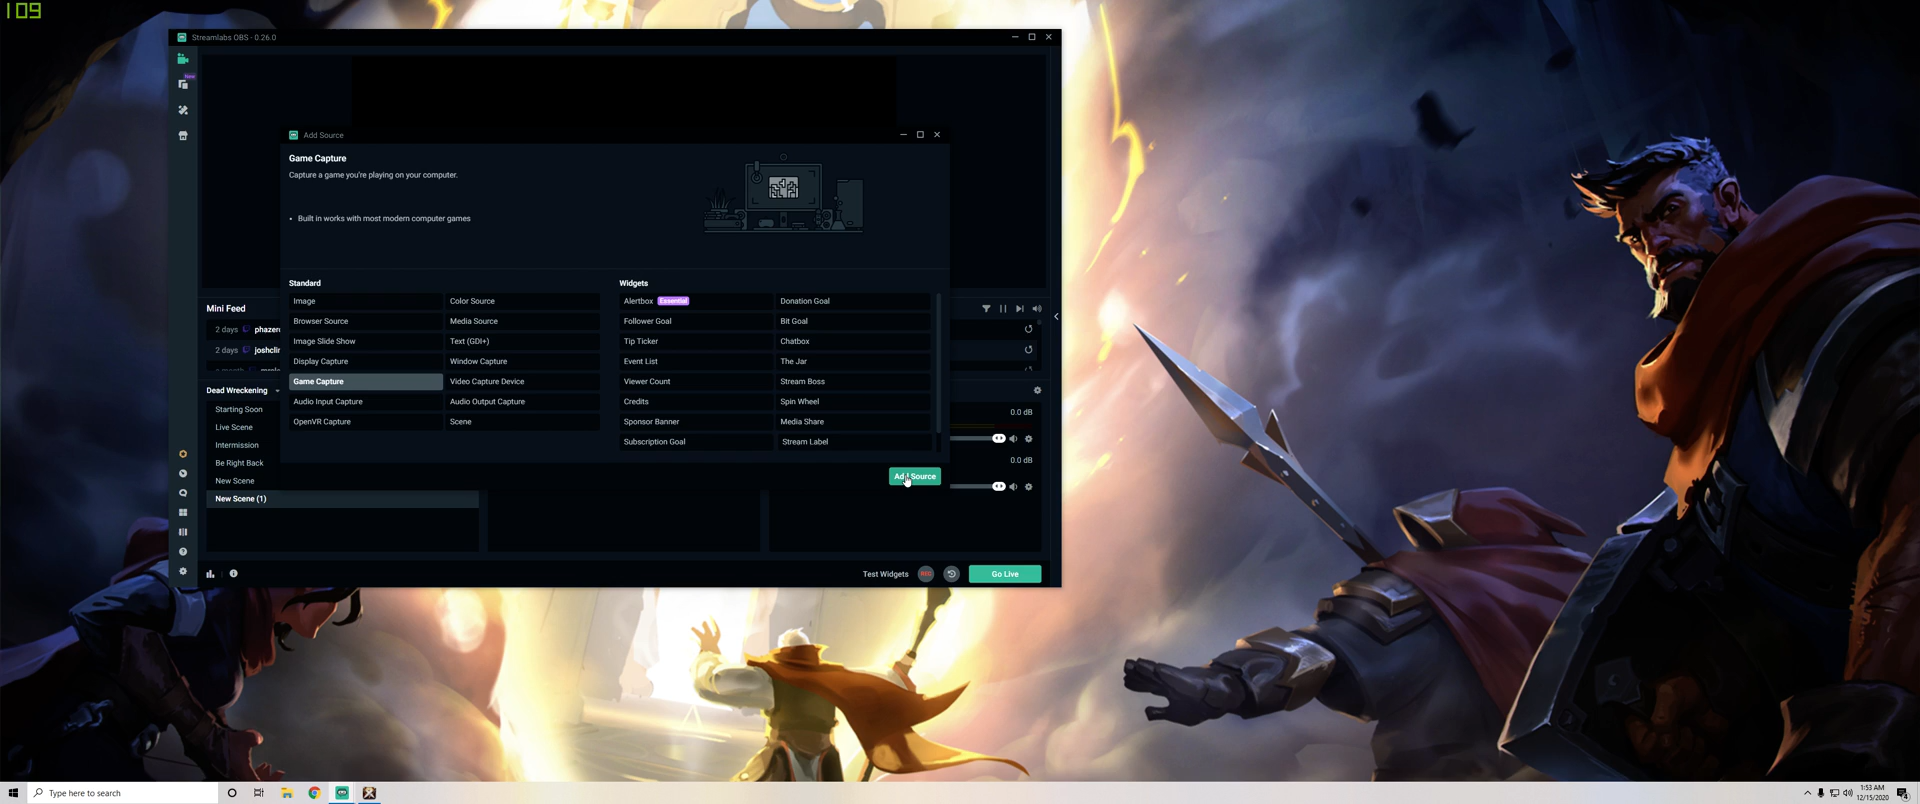 109
Streamlabs OBS - 0.26.0
New
Add Source
Game Capture
Capture a game you're playing on your computer.
• Built in works with most modern computer games
Standard
Image
Color Source
Browser Source
Media Source
Image Slide Show
Text (GDI+)
Display Capture
Window Capture
Game Capture
Video Capture Device
Audio Input Capture
Audio Output Capture
OpenVR Capture
Scene
Widgets
Alertbox Essential
Donation Goal
Follower Goal
Bit Goal
Tip Ticker
Chatbox
Event List
The Jar
Viewer Count
Stream Boss
Credits
Spin Wheel
Sponsor Banner
Media Share
Subscription Goal
Stream Label
Add Source
Mini Feed
2 days phazer
2 days joshclin
Dead Wreckening
Starting Soon
Live Scene
Intermission
Be Right Back
New Scene
New Scene (1)
0.0 dB
0.0 dB
Test Widgets
REC
Go Live
Type here to search
1:53 AM
12/15/2020
4